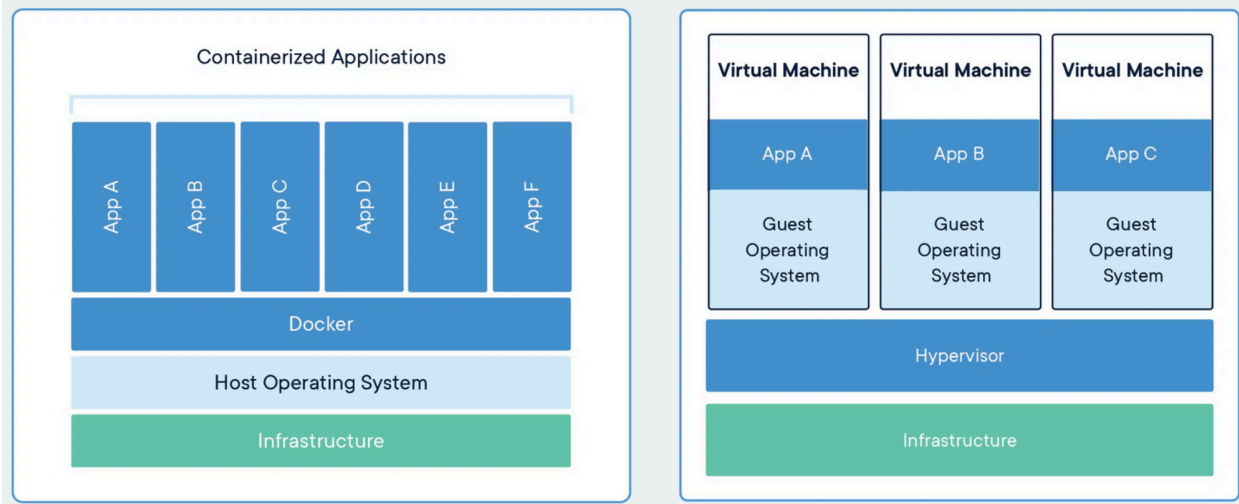 Containerized Applications
App A
App B
App C
App D
App E
App F
Docker
Host Operating System
Infrastructure
Virtual Machine
App A
Guest
Operating
System
Virtual Machine
App B
Guest
Operating
System
Virtual Machine
App C
Guest
Operating
System
Hypervisor
Infrastructure